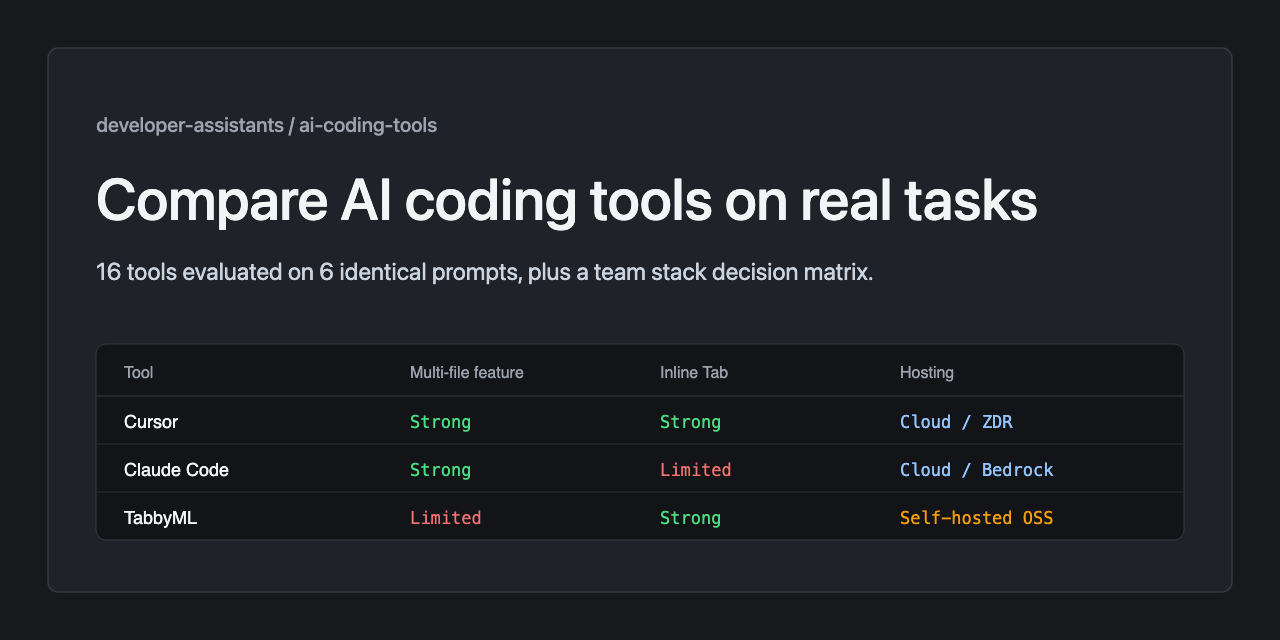 developer-assistants / ai-coding-tools
Compare AI coding tools on real tasks
16 tools evaluated on 6 identical prompts, plus a team stack decision matrix.
Tool Multi-file feature Inline Tab Hosting
Cursor Strong Strong Cloud / ZDR
Claude Code Strong Limited Cloud / Bedrock
TabbyML Limited Strong Self-hosted OSS